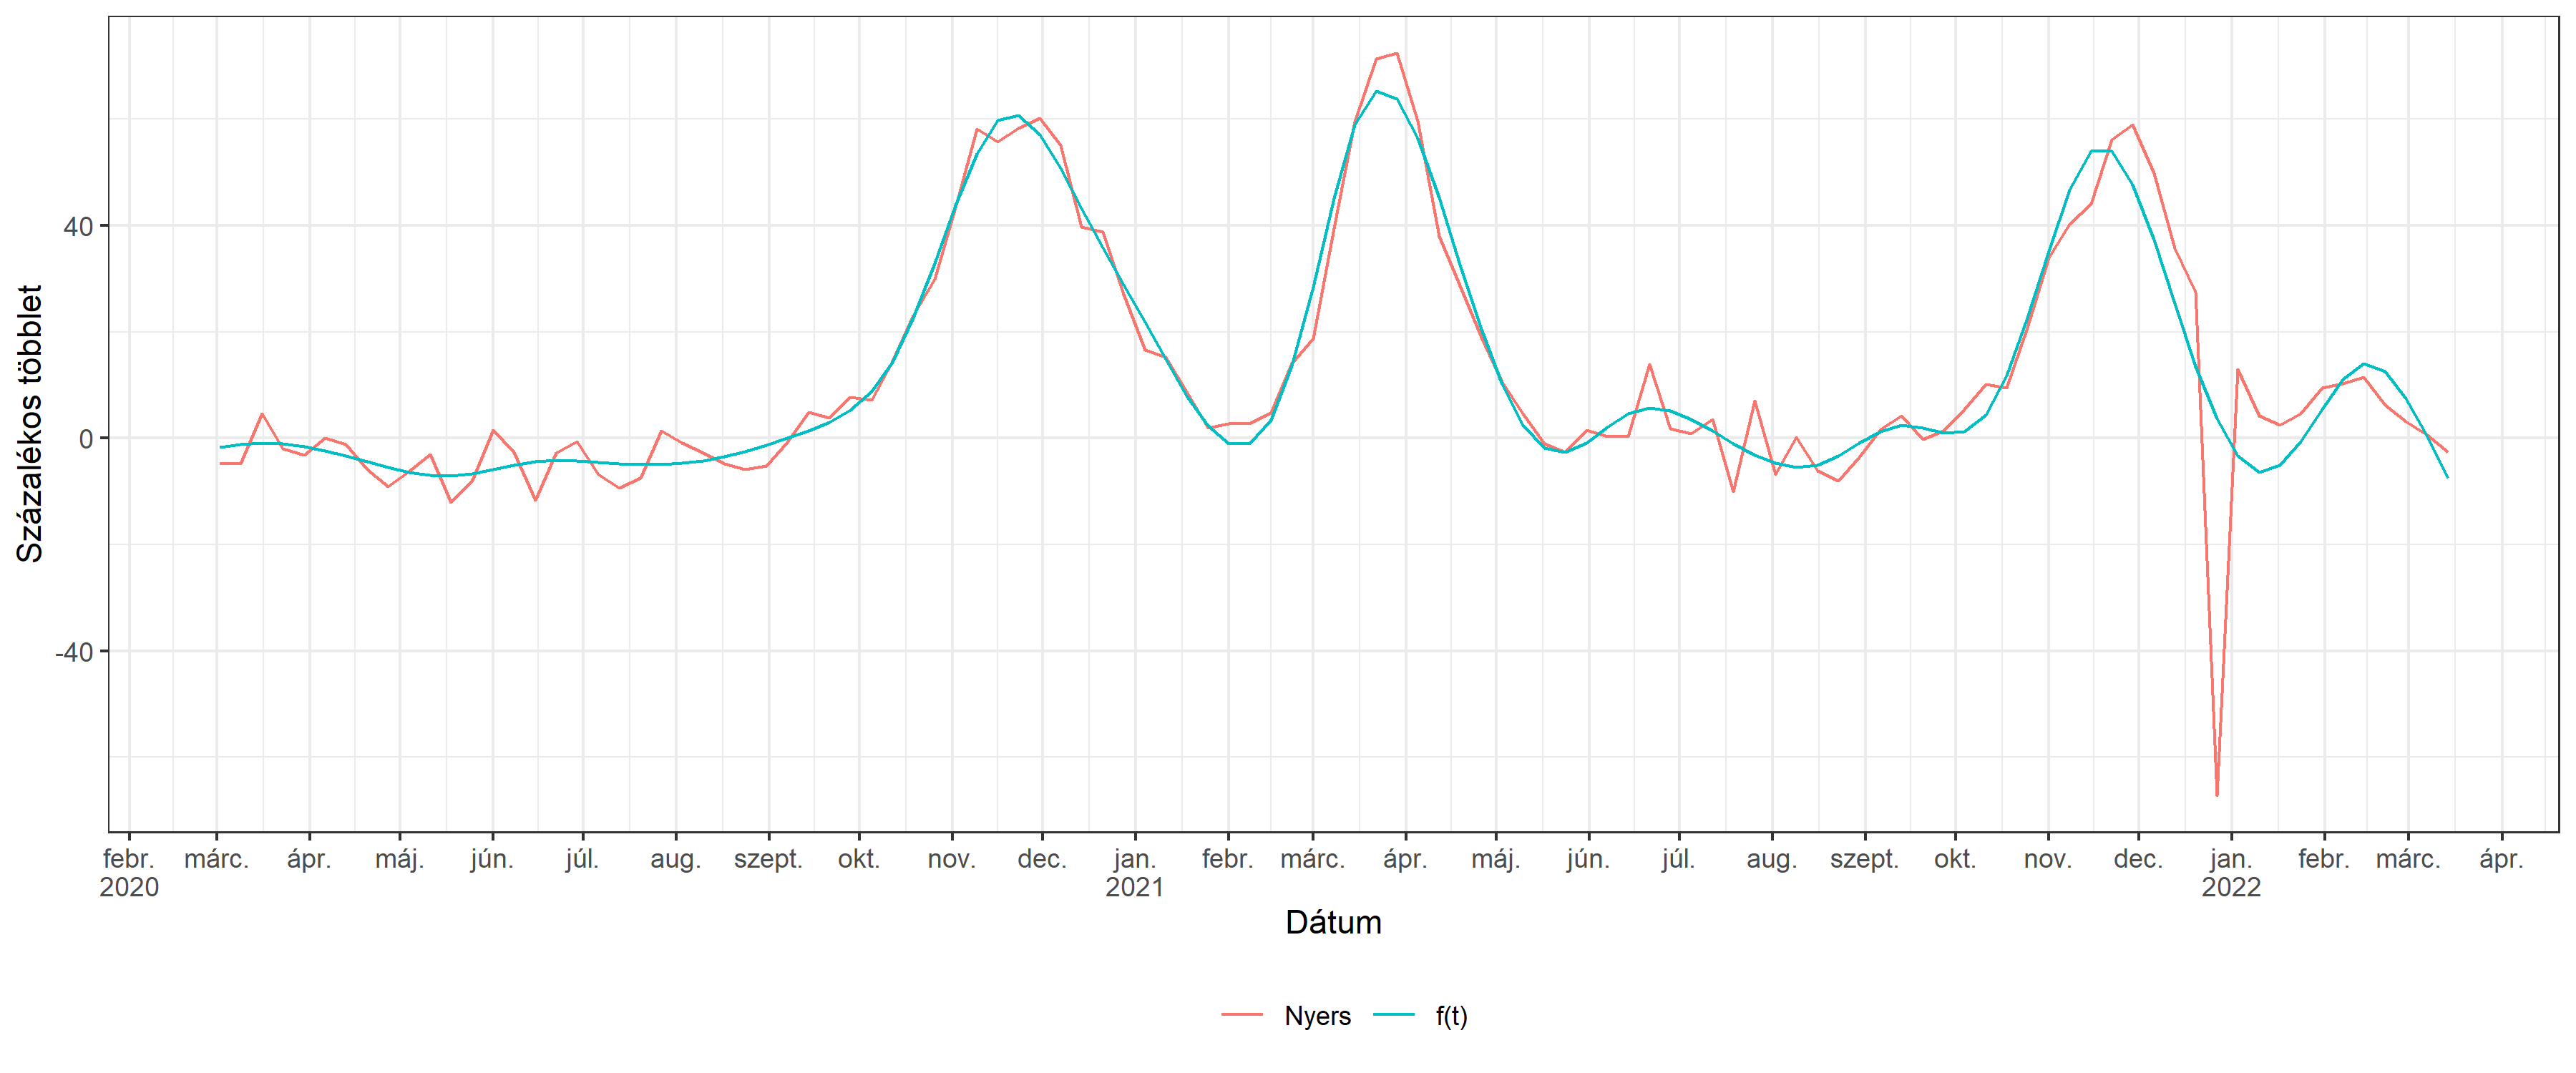 Százalékos többlet
40
0
-40
febr. márc. ápr. máj. jún. júl. aug. szept. okt. nov. dec. jan. febr. márc. ápr. máj. jún. júl. aug. szept. okt. nov. dec. jan. febr. márc. ápr.
2020 2021 2022
Dátum
Nyers f(t)